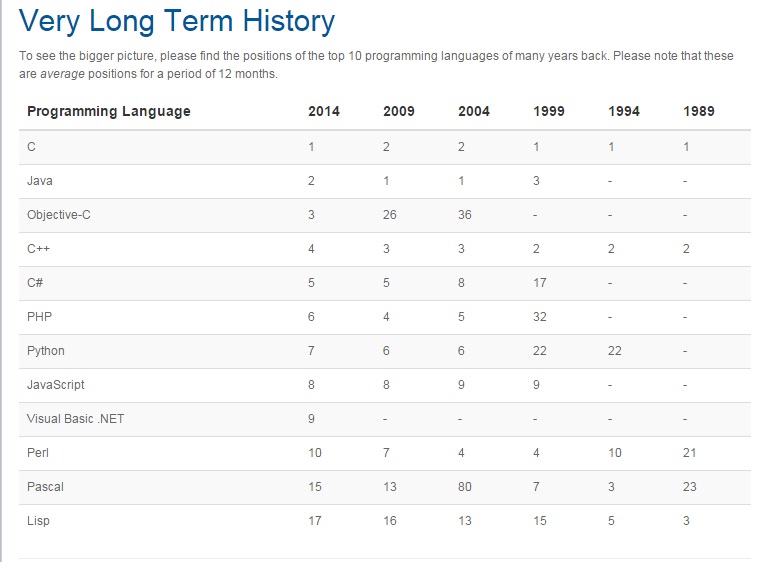 Very Long Term History
To see the bigger picture, please find the positions of the top 10 programming languages of many years back. Please note that these
are average positions for a period of 12 months.
Programming Language 2014 2009 2004 1999 1994 1989
C 1 2 2 1 1 1
Java 2 1 1 3 - -
Objective-C 3 26 36 - - -
C++ 4 3 3 2 2 2
C# 5 5 8 17 - -
PHP 6 4 5 32 - -
Python 7 6 6 22 22 -
JavaScript 8 8 9 9 - -
Visual Basic .NET 9 - - - - -
Perl 10 7 4 4 10 21
Pascal 15 13 80 7 3 23
Lisp 17 16 13 15 5 3